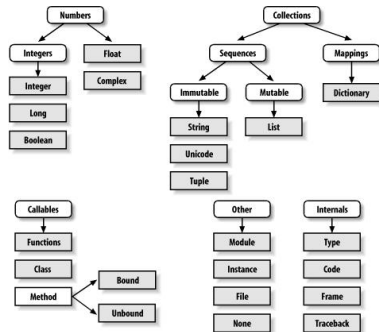 Numbers
Collections
Integers
Float
Sequences
Mappings
Integer
Complex
Immutable
Mutable
Dictionary
Long
String
List
Boolean
Unicode
Tuple
Callables
Other
Internals
Functions
Module
Type
Class
Bound
Instance
Code
Method
File
Frame
Unbound
None
Traceback